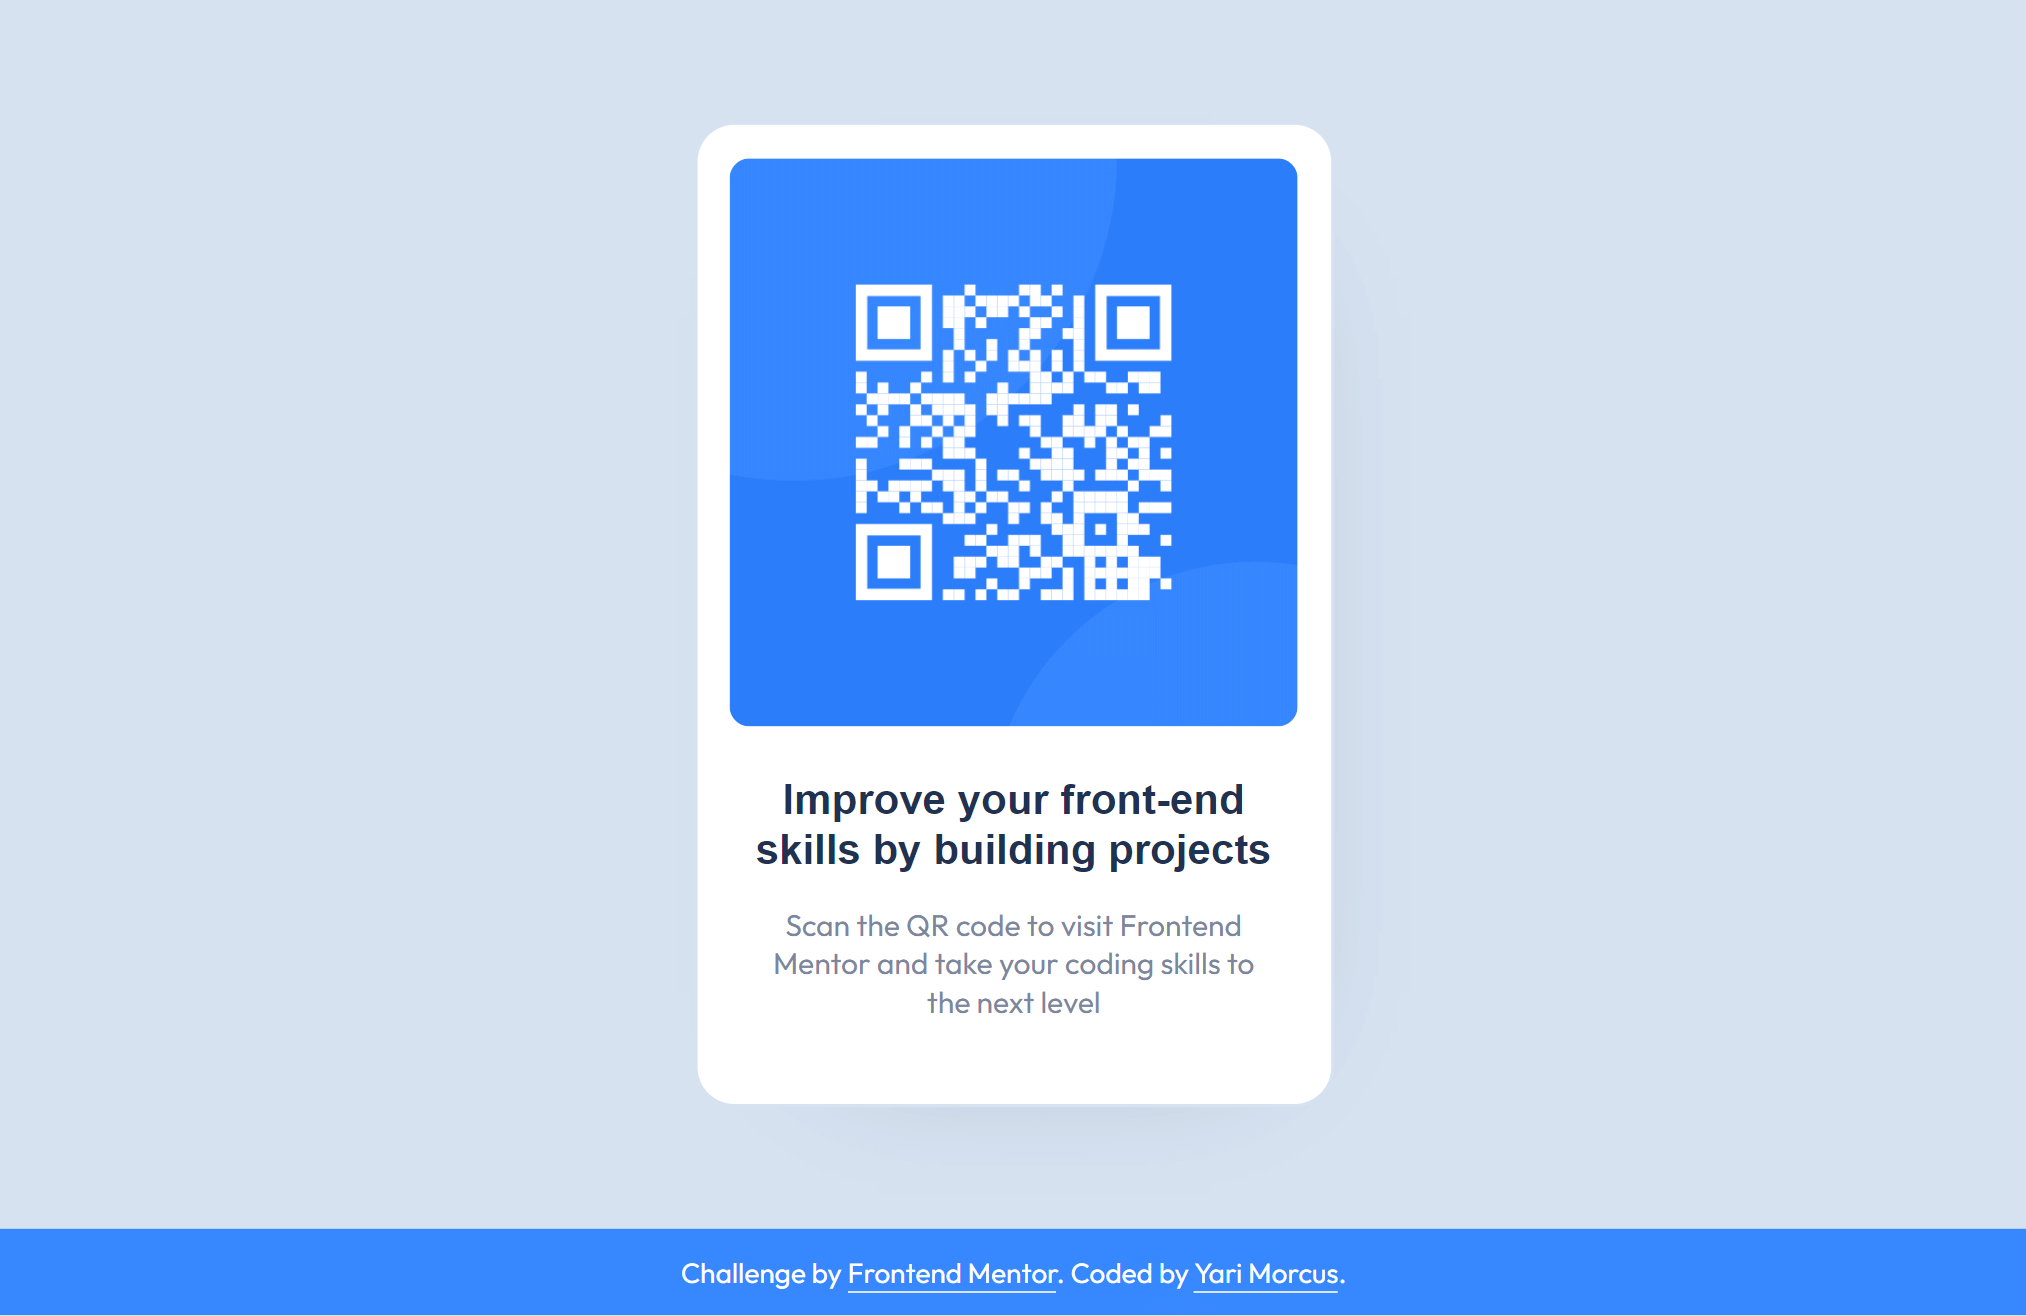 Improve your front-end
skills by building projects
Scan the QR code to visit Frontend
Mentor and take your coding skills to
the next level
Challenge by Frontend Mentor. Coded by Yari Morcus.